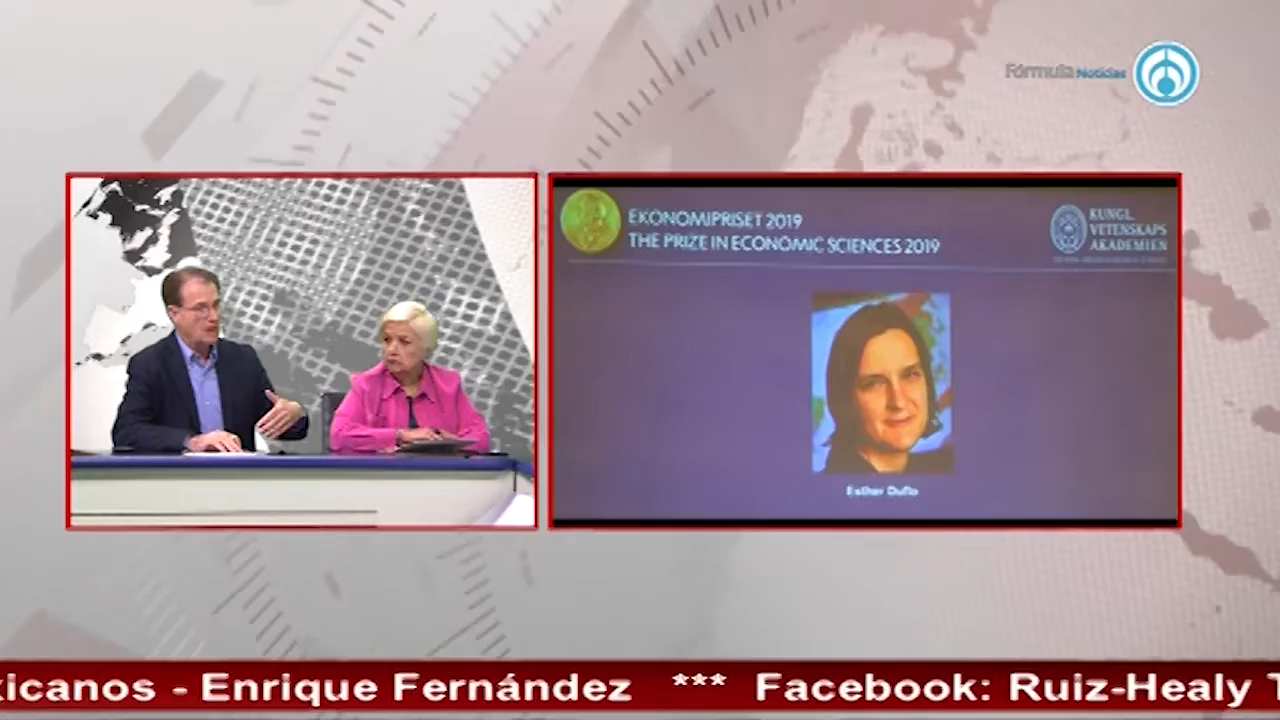 Fórmula Noticias
EKONOMIPRISET 2019
THE PRIZE IN ECONOMIC SCIENCES 2019
KUNGL.
VETENSKAPS
AKADEMIEN
Esther Duflo
xicanos - Enrique Fernández *** Facebook: Ruiz-Healy T